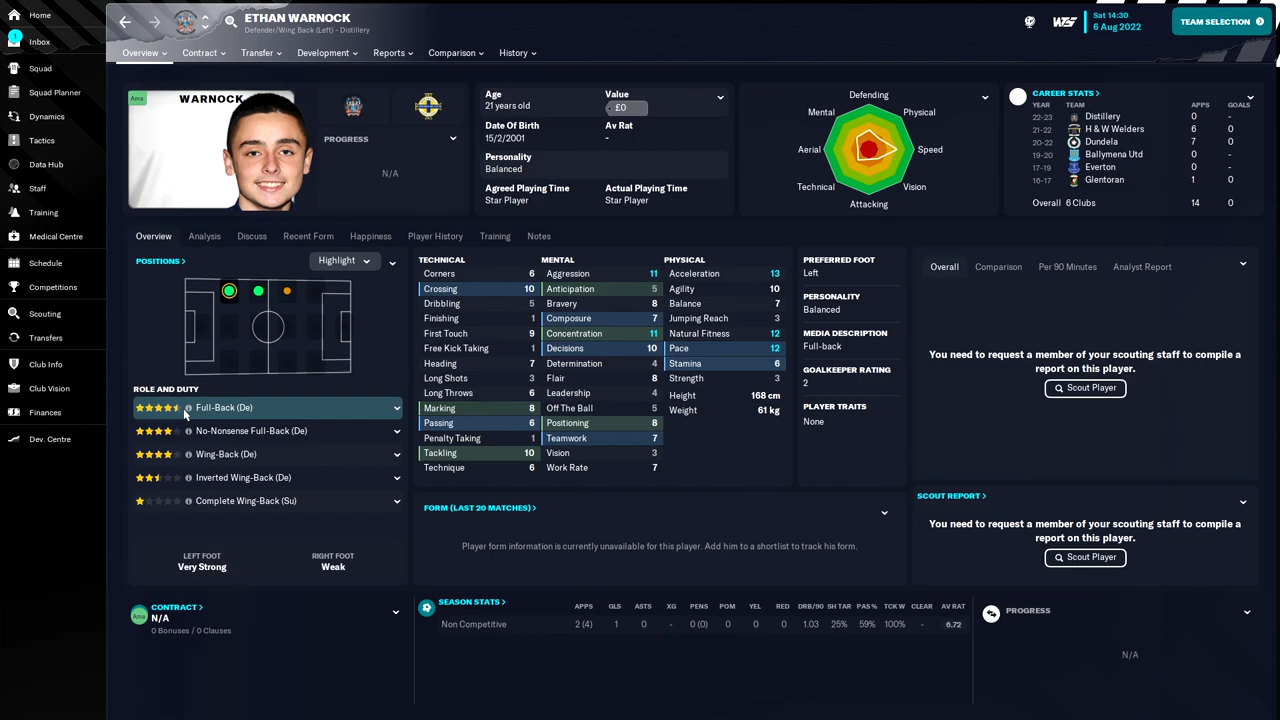 Home
1
Inbox
Squad
Squad Planner
Dynamics
Tactics
Data Hub
Staff
Training
Medical Centre
Schedule
Competitions
Scouting
Transfers
Club Info
Club Vision
Finances
Dev. Centre
ETHAN WARNOCK
Defender/Wing Back (Left) - Distillery
Sat 14:30
6 Aug 2022
TEAM SELECTION
Overview Contract Transfer Development Reports Comparison History
Ama
WARNOCK
PROGRESS
N/A
Age
21 years old
Value
- £0
Date Of Birth
15/2/2001
Av Rat
-
Personality
Balanced
Agreed Playing Time
Star Player
Actual Playing Time
Star Player
Defending
Mental Physical
Aerial Speed
Technical Vision
Attacking
CAREER STATS >
YEAR TEAM APPS GOALS
22-23 Distillery 0 -
21-22 H & W Welders 6 0
20-22 Dundela 7 0
19-20 Ballymena Utd 0 -
17-19 Everton 0 -
16-17 Glentoran 1 0
Overall 6 Clubs 14 0
Overview Analysis Discuss Recent Form Happiness Player History Training Notes
POSITIONS >
Highlight
ROLE AND DUTY
Full-Back (De)
No-Nonsense Full-Back (De)
Wing-Back (De)
Inverted Wing-Back (De)
Complete Wing-Back (Su)
LEFT FOOT
Very Strong
RIGHT FOOT
Weak
TECHNICAL
Corners 6
Crossing 10
Dribbling 5
Finishing 1
First Touch 9
Free Kick Taking 1
Heading 7
Long Shots 3
Long Throws 6
Marking 8
Passing 6
Penalty Taking 1
Tackling 10
Technique 6
MENTAL
Aggression 11
Anticipation 5
Bravery 8
Composure 7
Concentration 11
Decisions 10
Determination 4
Flair 8
Leadership 4
Off The Ball 5
Positioning 8
Teamwork 7
Vision 3
Work Rate 7
PHYSICAL
Acceleration 13
Agility 10
Balance 7
Jumping Reach 3
Natural Fitness 12
Pace 12
Stamina 6
Strength 3
Height 168 cm
Weight 61 kg
PREFERRED FOOT
Left
PERSONALITY
Balanced
MEDIA DESCRIPTION
Full-back
GOALKEEPER RATING
2
PLAYER TRAITS
None
Overall Comparison Per 90 Minutes Analyst Report
You need to request a member of your scouting staff to compile a
report on this player.
Scout Player
SCOUT REPORT >
You need to request a member of your scouting staff to compile a
report on this player.
Scout Player
FORM (LAST 20 MATCHES) >
Player form information is currently unavailable for this player. Add him to a shortlist to track his form.
Ama
CONTRACT >
N/A
0 Bonuses / 0 Clauses
SEASON STATS > APPS GLS ASTS XG PENS POM YEL RED DRB/90 SH TAR PAS % TCK W CLEAR AV RAT
Non Competitive 2 (4) 1 0 - 0 (0) 0 0 0 1.03 25% 59% 100% - 6.72
PROGRESS
N/A